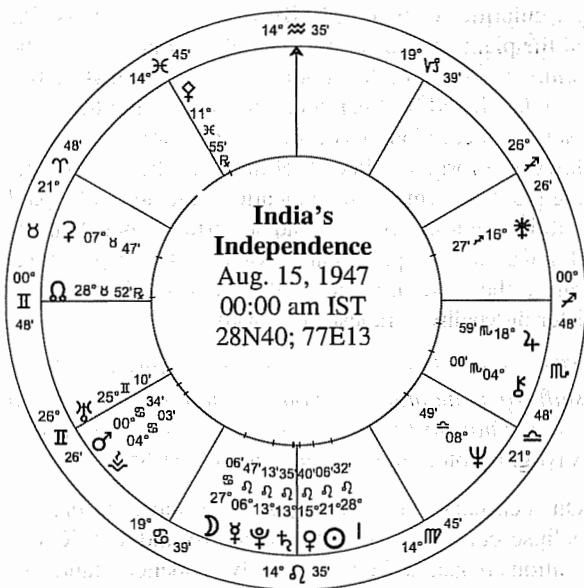 14° ♒ 35'
14° ♓ 45'
19° ♑ 39'
11° ♓ 55' ℞
48' ♈ 21°
26° ♐ 26'
India's
Independence
Aug. 15, 1947
00:00 am IST
28N40; 77E13
♉
07° ♉ 47'
27' ♐ 16°
00° ♊ 48'
☊ 28° ♉ 52' ℞
00° ♐ 48'
59' ♏ 18° ♃
00' ♏ 04°
♏
♅ 25° ♊ 10'
♂ 00° ♋ 34'
04° ♋ 03'
49' ♎ 08° ♆
48' ♎ 21°
26° ♊ 26'
06' 47' 13' 35' 40' 06' 32'
♋ ♌ ♌ ♌ ♌ ♌ ♌
27° 06° 13° 13° 15° 21° 28°
☽ ☿ ♇ ♄ ♀ ☉
19° ♋ 39'
14° ♍ 45'
14° ♌ 35'